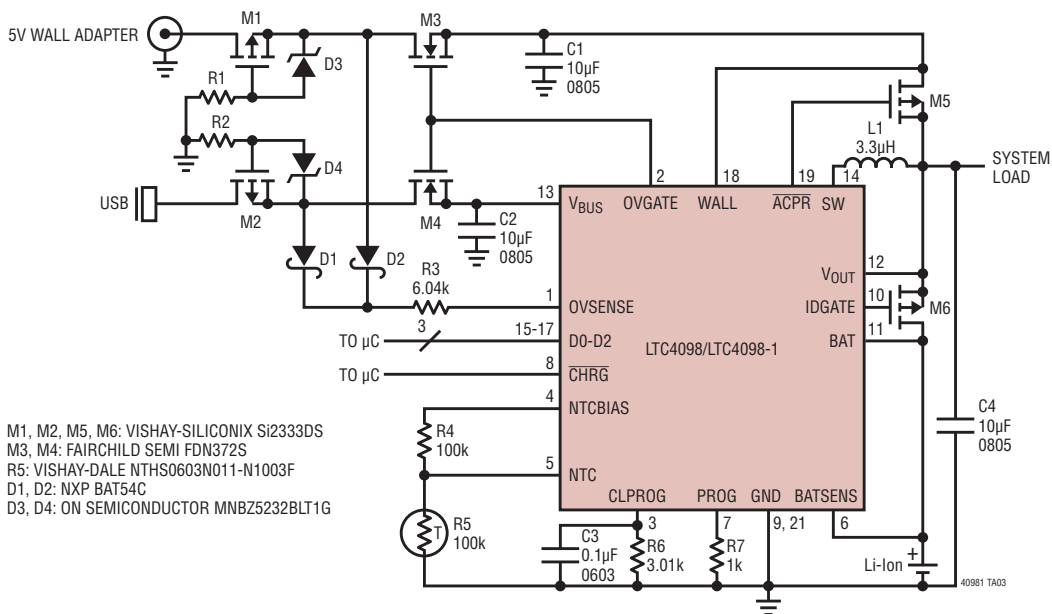 M1
M3
5V WALL ADAPTER
D3
C1
10µF
0805
R1
M5
R2
L1
3.3µH
SYSTEM
LOAD
D4
2
18
19
14
USB
M2
M4
13
VBUS
OVGATE
WALL
ACPR
SW
C2
10µF
0805
D1
D2
R3
6.04k
VOUT
12
1
OVSENSE
IDGATE
10
M6
3
TO µC
15-17
D0-D2
LTC4098/LTC4098-1
BAT
11
TO µC
8
CHRG
4
NTCBIAS
C4
10µF
0805
M1, M2, M5, M6: VISHAY-SILICONIX Si2333DS
M3, M4: FAIRCHILD SEMI FDN372S
R5: VISHAY-DALE NTHS0603N011-N1003F
D1, D2: NXP BAT54C
D3, D4: ON SEMICONDUCTOR MNBZ5232BLT1G
R4
100k
5
NTC
CLPROG
PROG
GND
BATSENS
3
7
9, 21
6
T
R5
100k
C3
0.1µF
0603
R6
3.01k
R7
1k
Li-Ion
+
40981 TA03